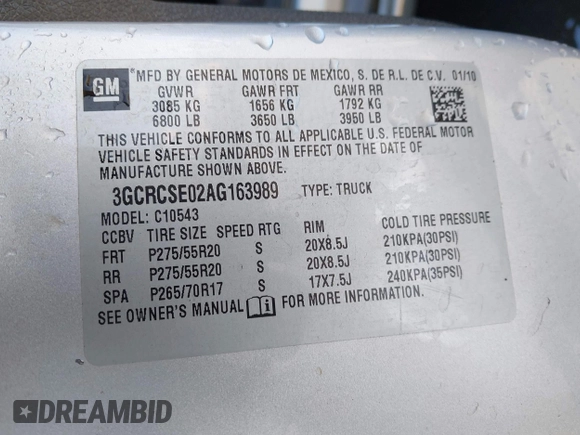 GM
MFD BY GENERAL MOTORS DE MEXICO, S. DE R.L. DE C.V. 01/10
GVWR GAWR FRT GAWR RR
3085 KG 1656 KG 1792 KG
6800 LB 3650 LB 3950 LB
THIS VEHICLE CONFORMS TO ALL APPLICABLE U.S. FEDERAL MOTOR
VEHICLE SAFETY STANDARDS IN EFFECT ON THE DATE OF
MANUFACTURE SHOWN ABOVE.
3GCRCSE02AG163989 TYPE: TRUCK
MODEL: C10543
CCBV TIRE SIZE SPEED RTG RIM COLD TIRE PRESSURE
FRT P275/55R20 S 20X8.5J 210KPA(30PSI)
RR P275/55R20 S 20X8.5J 210KPA(30PSI)
SPA P265/70R17 S 17X7.5J 240KPA(35PSI)
SEE OWNER'S MANUAL FOR MORE INFORMATION.
DREAMBID